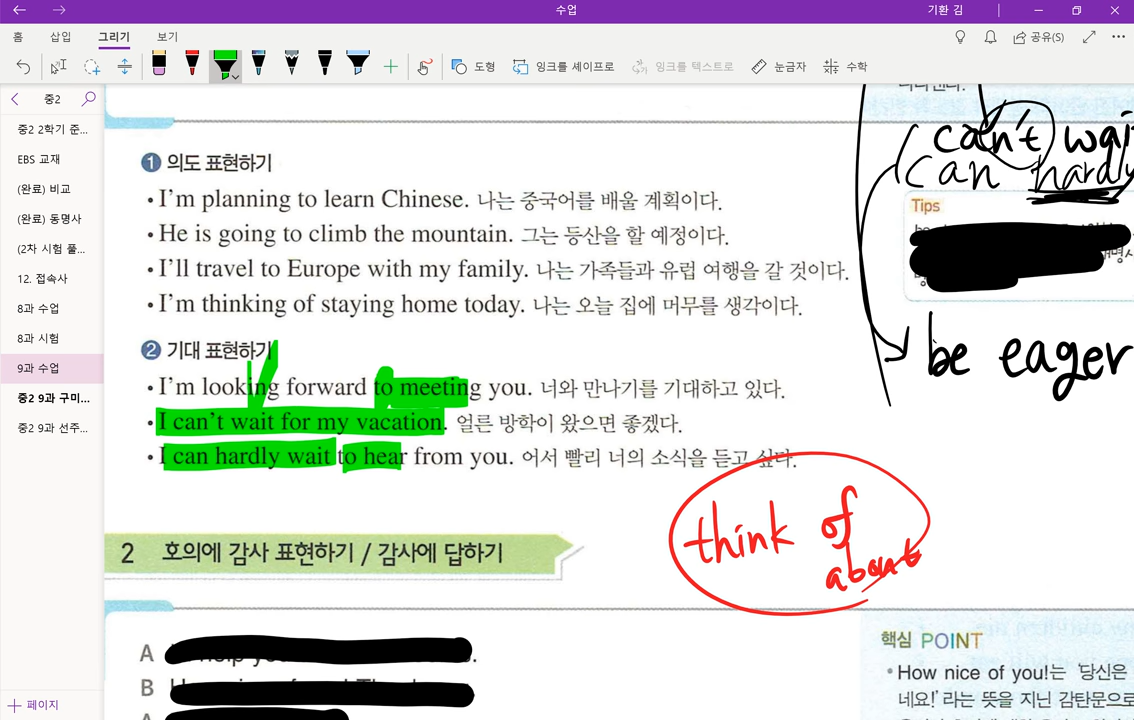 수업
기환 김
홈 삽입 그리기 보기
공유(S)
도형 잉크를 셰이프로 잉크를 텍스트로 눈금자 수학
중2
중2 2학기 준...
EBS 교재
(완료) 비교
(완료) 동명사
(2차 시험 풀...
12. 접속사
8과 수업
8과 시험
9과 수업
중2 9과 구미...
중2 9과 선주...
페이지
1 의도 표현하기
• I'm planning to learn Chinese. 나는 중국어를 배울 계획이다.
• He is going to climb the mountain. 그는 등산을 할 예정이다.
• I'll travel to Europe with my family. 나는 가족들과 유럽 여행을 갈 것이다.
• I'm thinking of staying home today. 나는 오늘 집에 머무를 생각이다.
2 기대 표현하기
• I'm looking forward to meeting you. 너와 만나기를 기대하고 있다.
• I can't wait for my vacation. 얼른 방학이 왔으면 좋겠다.
• I can hardly wait to hear from you. 어서 빨리 너의 소식을 듣고 싶다.
can't
can hardly
Tips
be eager
think of
about
2 호의에 감사 표현하기 / 감사에 답하기
A
B
핵심 POINT
• How nice of you!는 '당신은
네요!' 라는 뜻을 지닌 감탄문으로